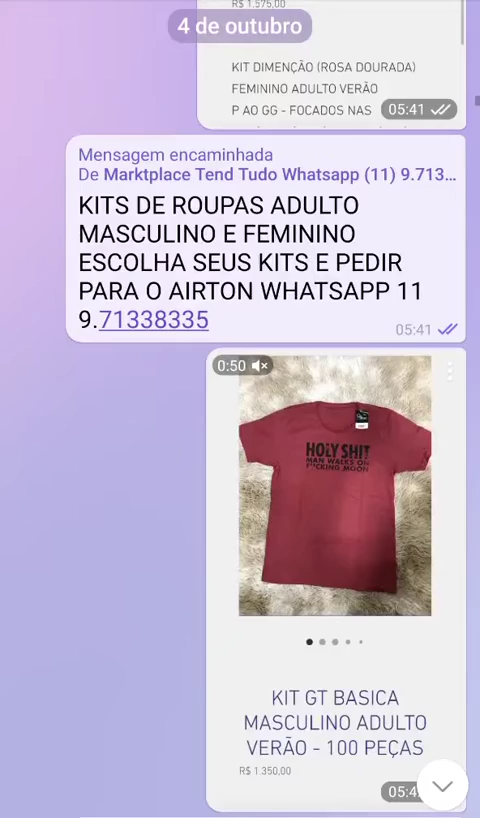 R$ 1.575,00
4 de outubro
KIT DIMENÇÃO (ROSA DOURADA)
FEMININO ADULTO VERÃO
P AO GG - FOCADOS NAS
05:41
Mensagem encaminhada
De Marktplace Tend Tudo Whatsapp (11) 9.713...
KITS DE ROUPAS ADULTO
MASCULINO E FEMININO
ESCOLHA SEUS KITS E PEDIR
PARA O AIRTON WHATSAPP 11
9.71338335
05:41
0:50
HOLY SHIT
MAN WALKS ON
F*CKING MOON
KIT GT BASICA
MASCULINO ADULTO
VERÃO - 100 PEÇAS
R$ 1.350,00